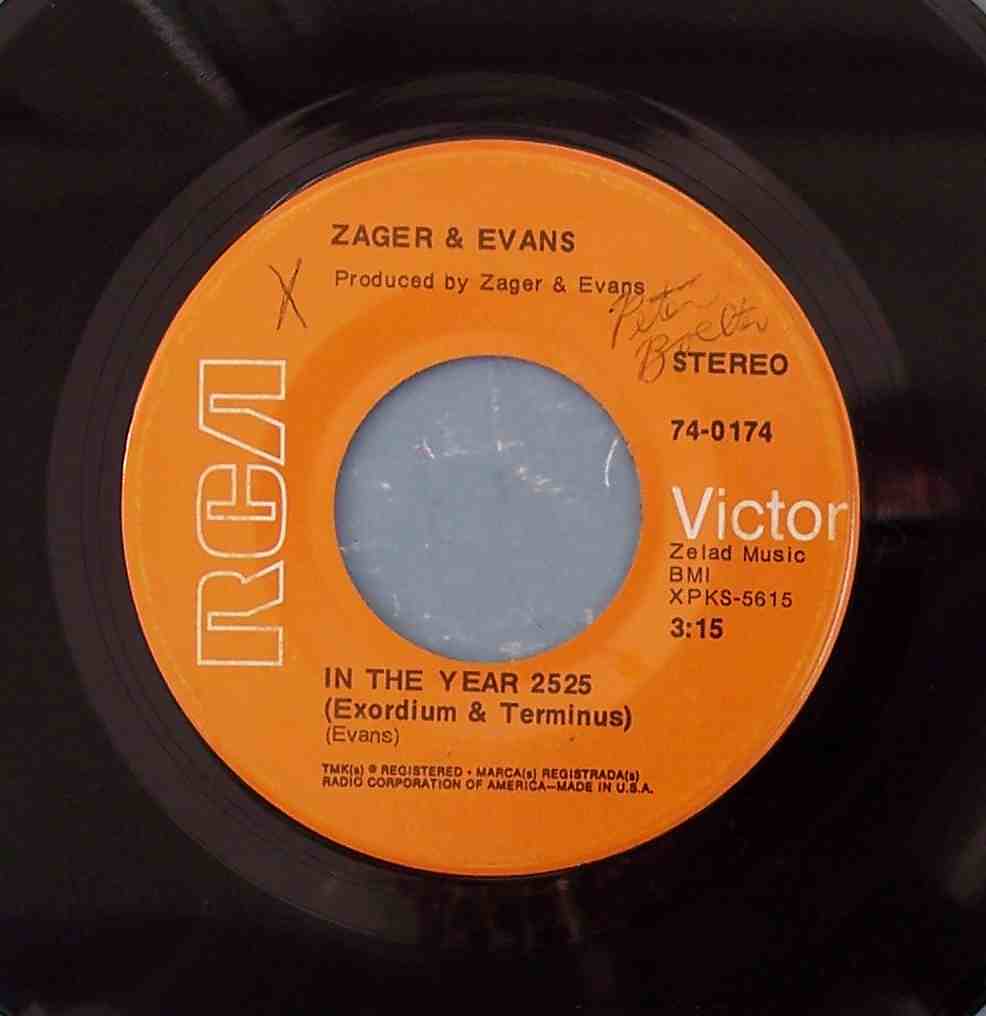 ZAGER & EVANS
Produced by Zager & Evans
X
Peter
STEREO
74-0174
RCA
Victor
Zelad Music
BMI
XPKS-5615
3:15
IN THE YEAR 2525
(Exordium & Terminus)
(Evans)
TMK(s) ® REGISTERED • MARCA(s) REGISTRADA(s)
RADIO CORPORATION OF AMERICA—MADE IN U.S.A.